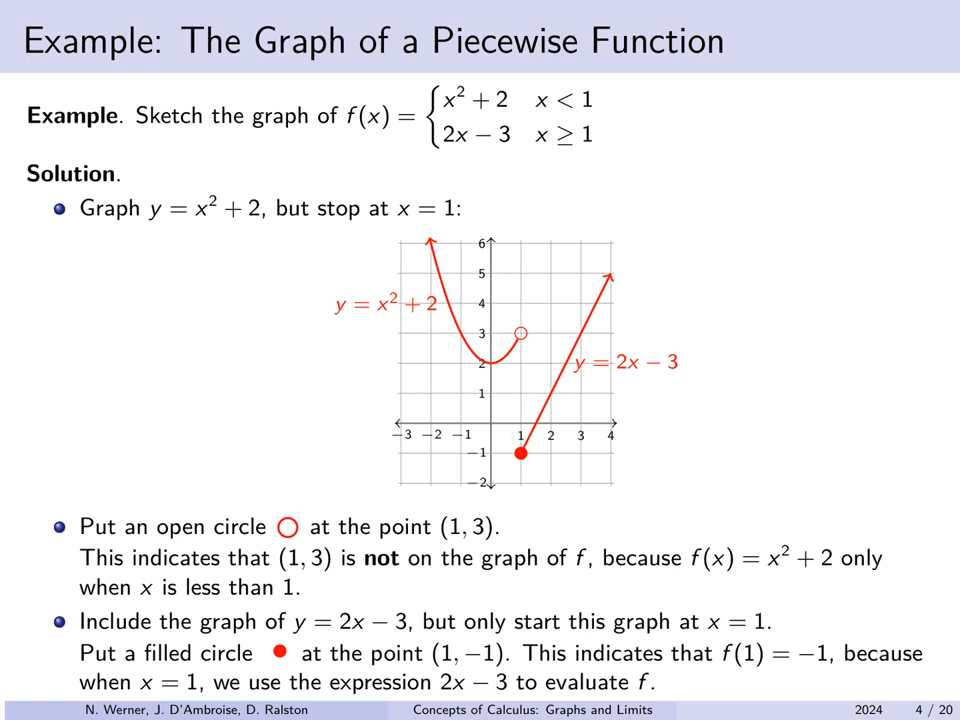 Example: The Graph of a Piecewise Function
Example. Sketch the graph of f(x) = { x² + 2 x < 1
2x − 3 x ≥ 1
Solution.
Graph y = x² + 2, but stop at x = 1:
6
5
y = x² + 2
4
3
2
y = 2x − 3
1
−3 −2 −1 1 2 3 4
−1
−2
Put an open circle ○ at the point (1, 3).
This indicates that (1, 3) is not on the graph of f, because f(x) = x² + 2 only
when x is less than 1.
Include the graph of y = 2x − 3, but only start this graph at x = 1.
Put a filled circle ● at the point (1, −1). This indicates that f(1) = −1, because
when x = 1, we use the expression 2x − 3 to evaluate f.
N. Werner, J. D'Ambroise, D. Ralston Concepts of Calculus: Graphs and Limits 2024 4 / 20